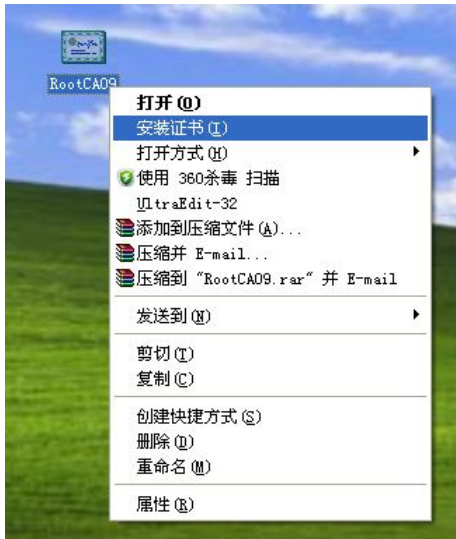 RootCA09
打开(O)
安装证书(I)
打开方式(H)
使用 360杀毒 扫描
UltraEdit-32
添加到压缩文件(A)...
压缩并 E-mail...
压缩到 "RootCA09.rar" 并 E-mail
发送到(N)
剪切(T)
复制(C)
创建快捷方式(S)
删除(D)
重命名(M)
属性(R)